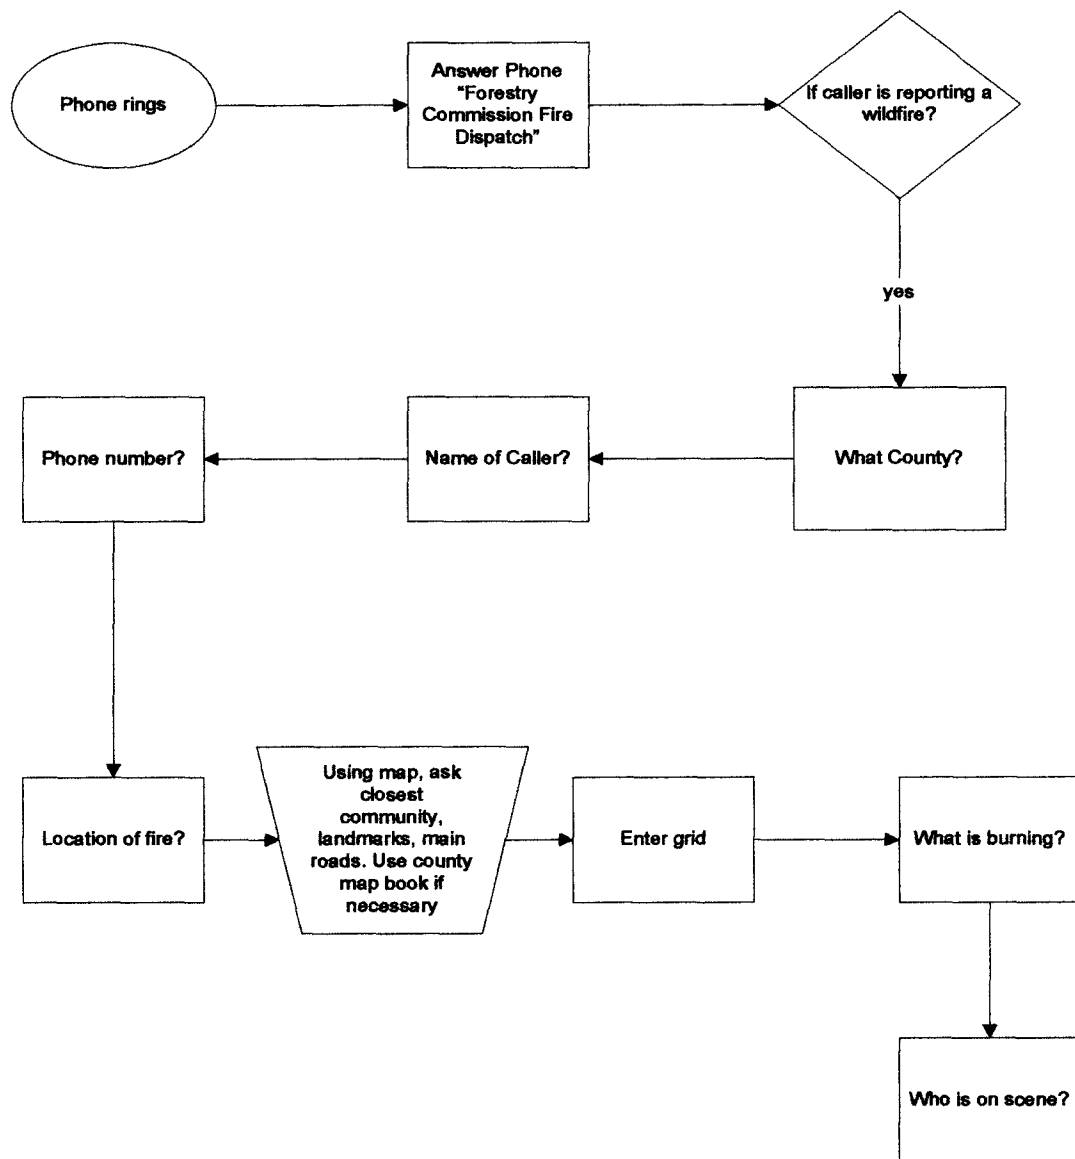 Phone rings
Answer Phone
"Forestry
Commission Fire
Dispatch"
If caller is reporting a
wildfire?
yes
What County?
Name of Caller?
Phone number?
Location of fire?
Using map, ask
closest
community,
landmarks, main
roads. Use county
map book if
necessary
Enter grid
What is burning?
Who is on scene?